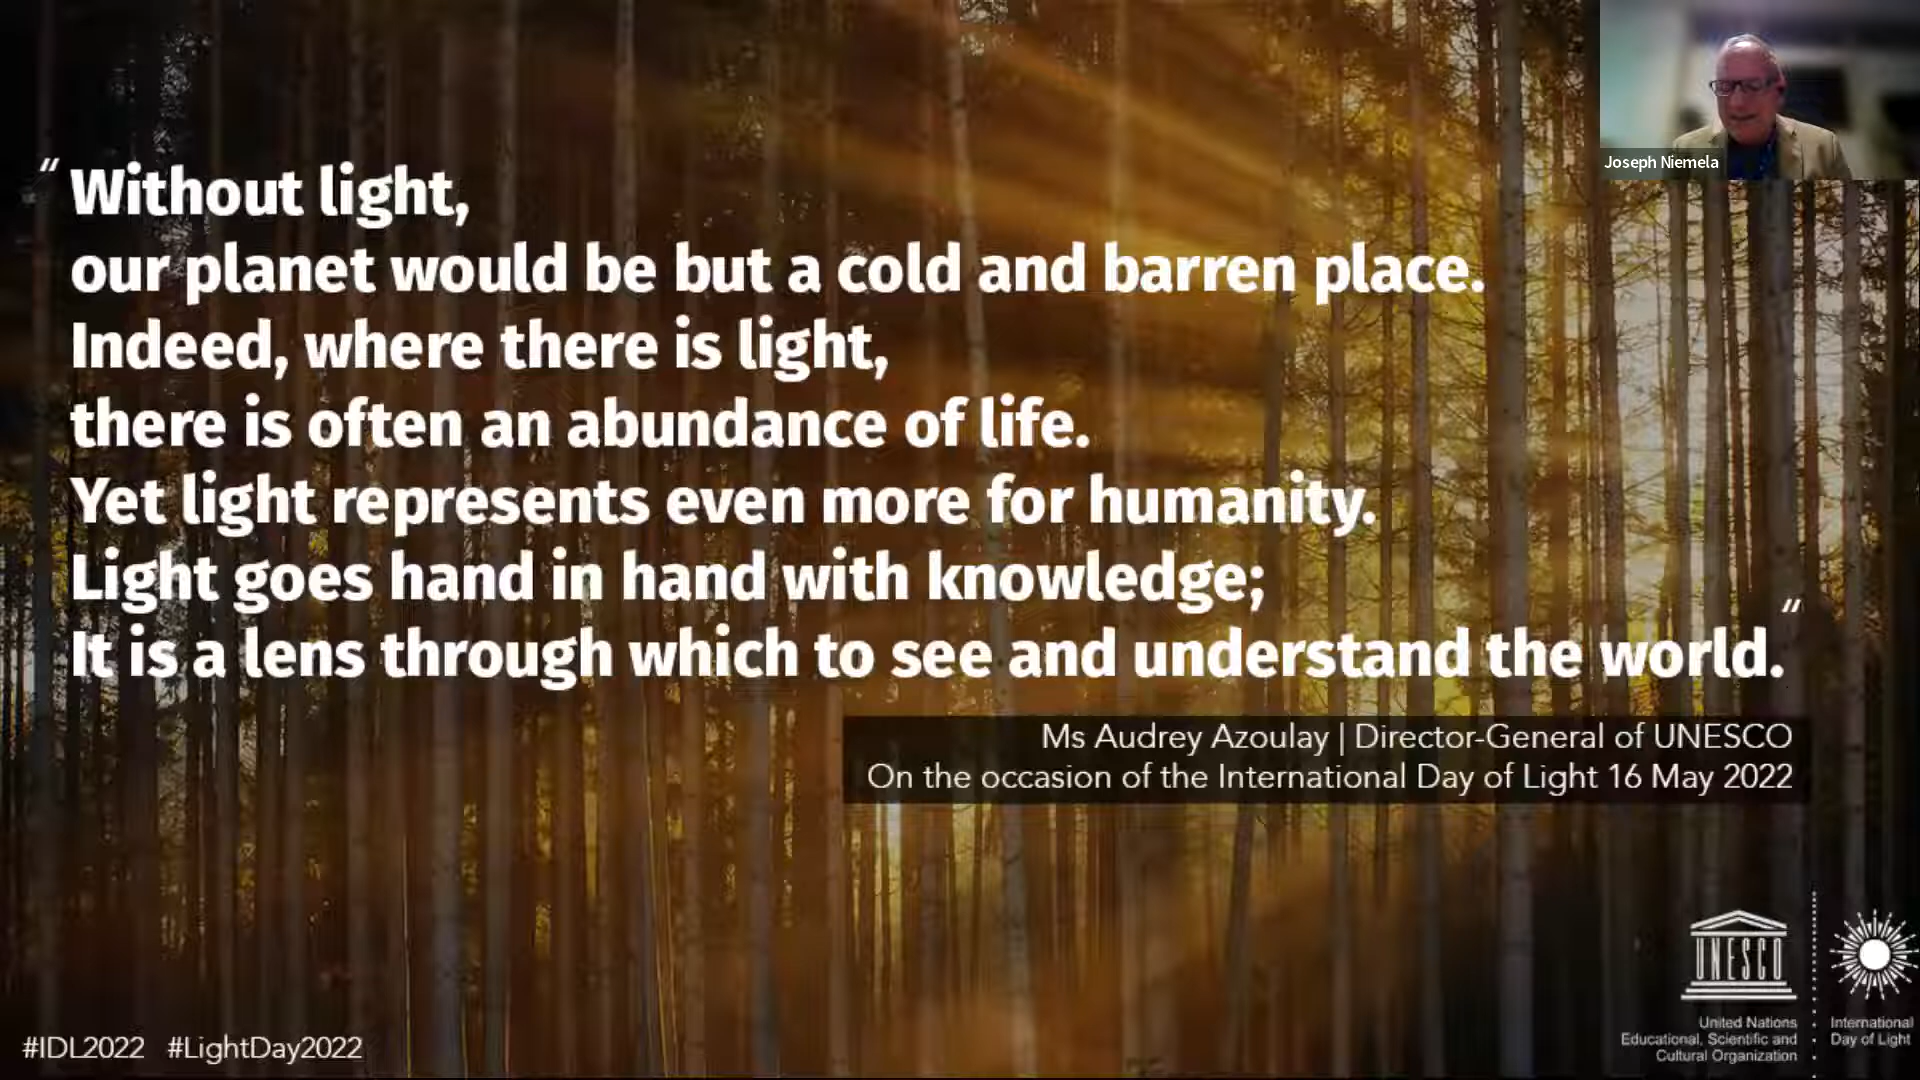 Joseph Niemela
“ Without light,
our planet would be but a cold and barren place.
Indeed, where there is light,
there is often an abundance of life.
Yet light represents even more for humanity.
Light goes hand in hand with knowledge;
It is a lens through which to see and understand the world. ”
Ms Audrey Azoulay | Director-General of UNESCO
On the occasion of the International Day of Light 16 May 2022
UNESCO
United Nations
Educational, Scientific and
Cultural Organization
International
Day of Light
#IDL2022 #LightDay2022